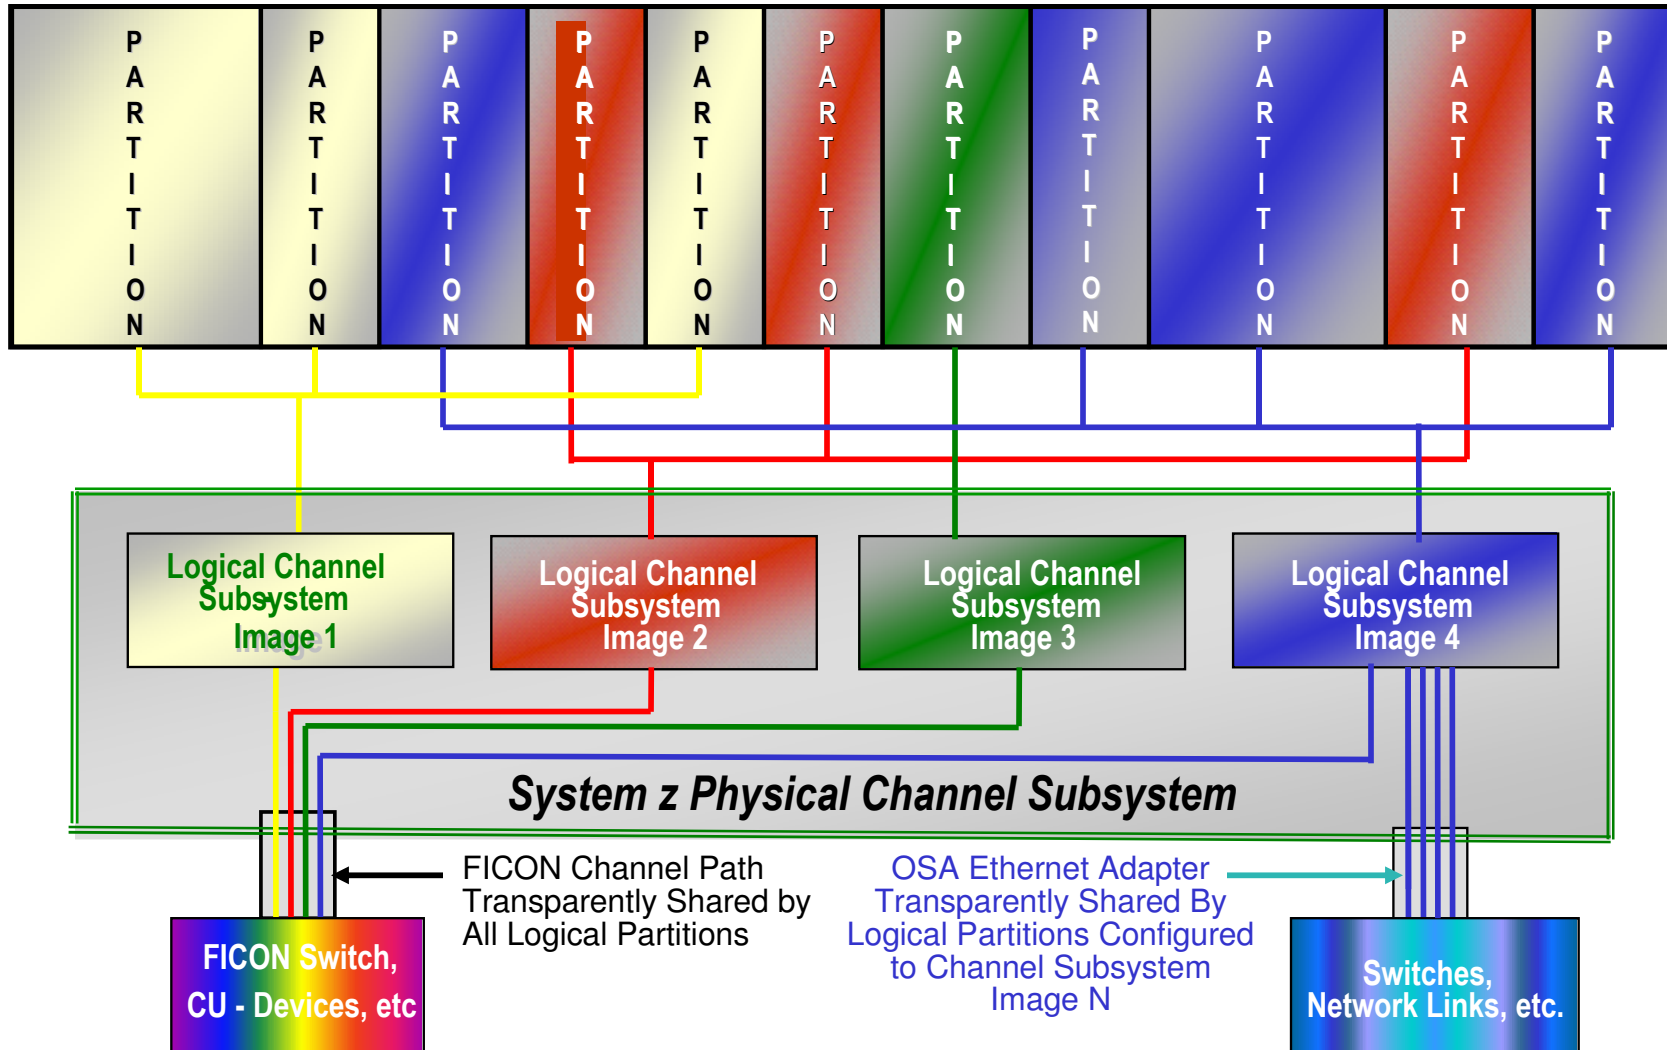 PARTITION
PARTITION
PARTITION
PARTITION
PARTITION
PARTITION
PARTITION
PARTITION
PARTITION
PARTITION
PARTITION
Logical Channel
Subsystem
Image 1
Logical Channel
Subsystem
Image 2
Logical Channel
Subsystem
Image 3
Logical Channel
Subsystem
Image 4
System z Physical Channel Subsystem
FICON Channel Path
Transparently Shared by
All Logical Partitions
OSA Ethernet Adapter
Transparently Shared By
Logical Partitions Configured
to Channel Subsystem
Image N
FICON Switch,
CU - Devices, etc
Switches,
Network Links, etc.